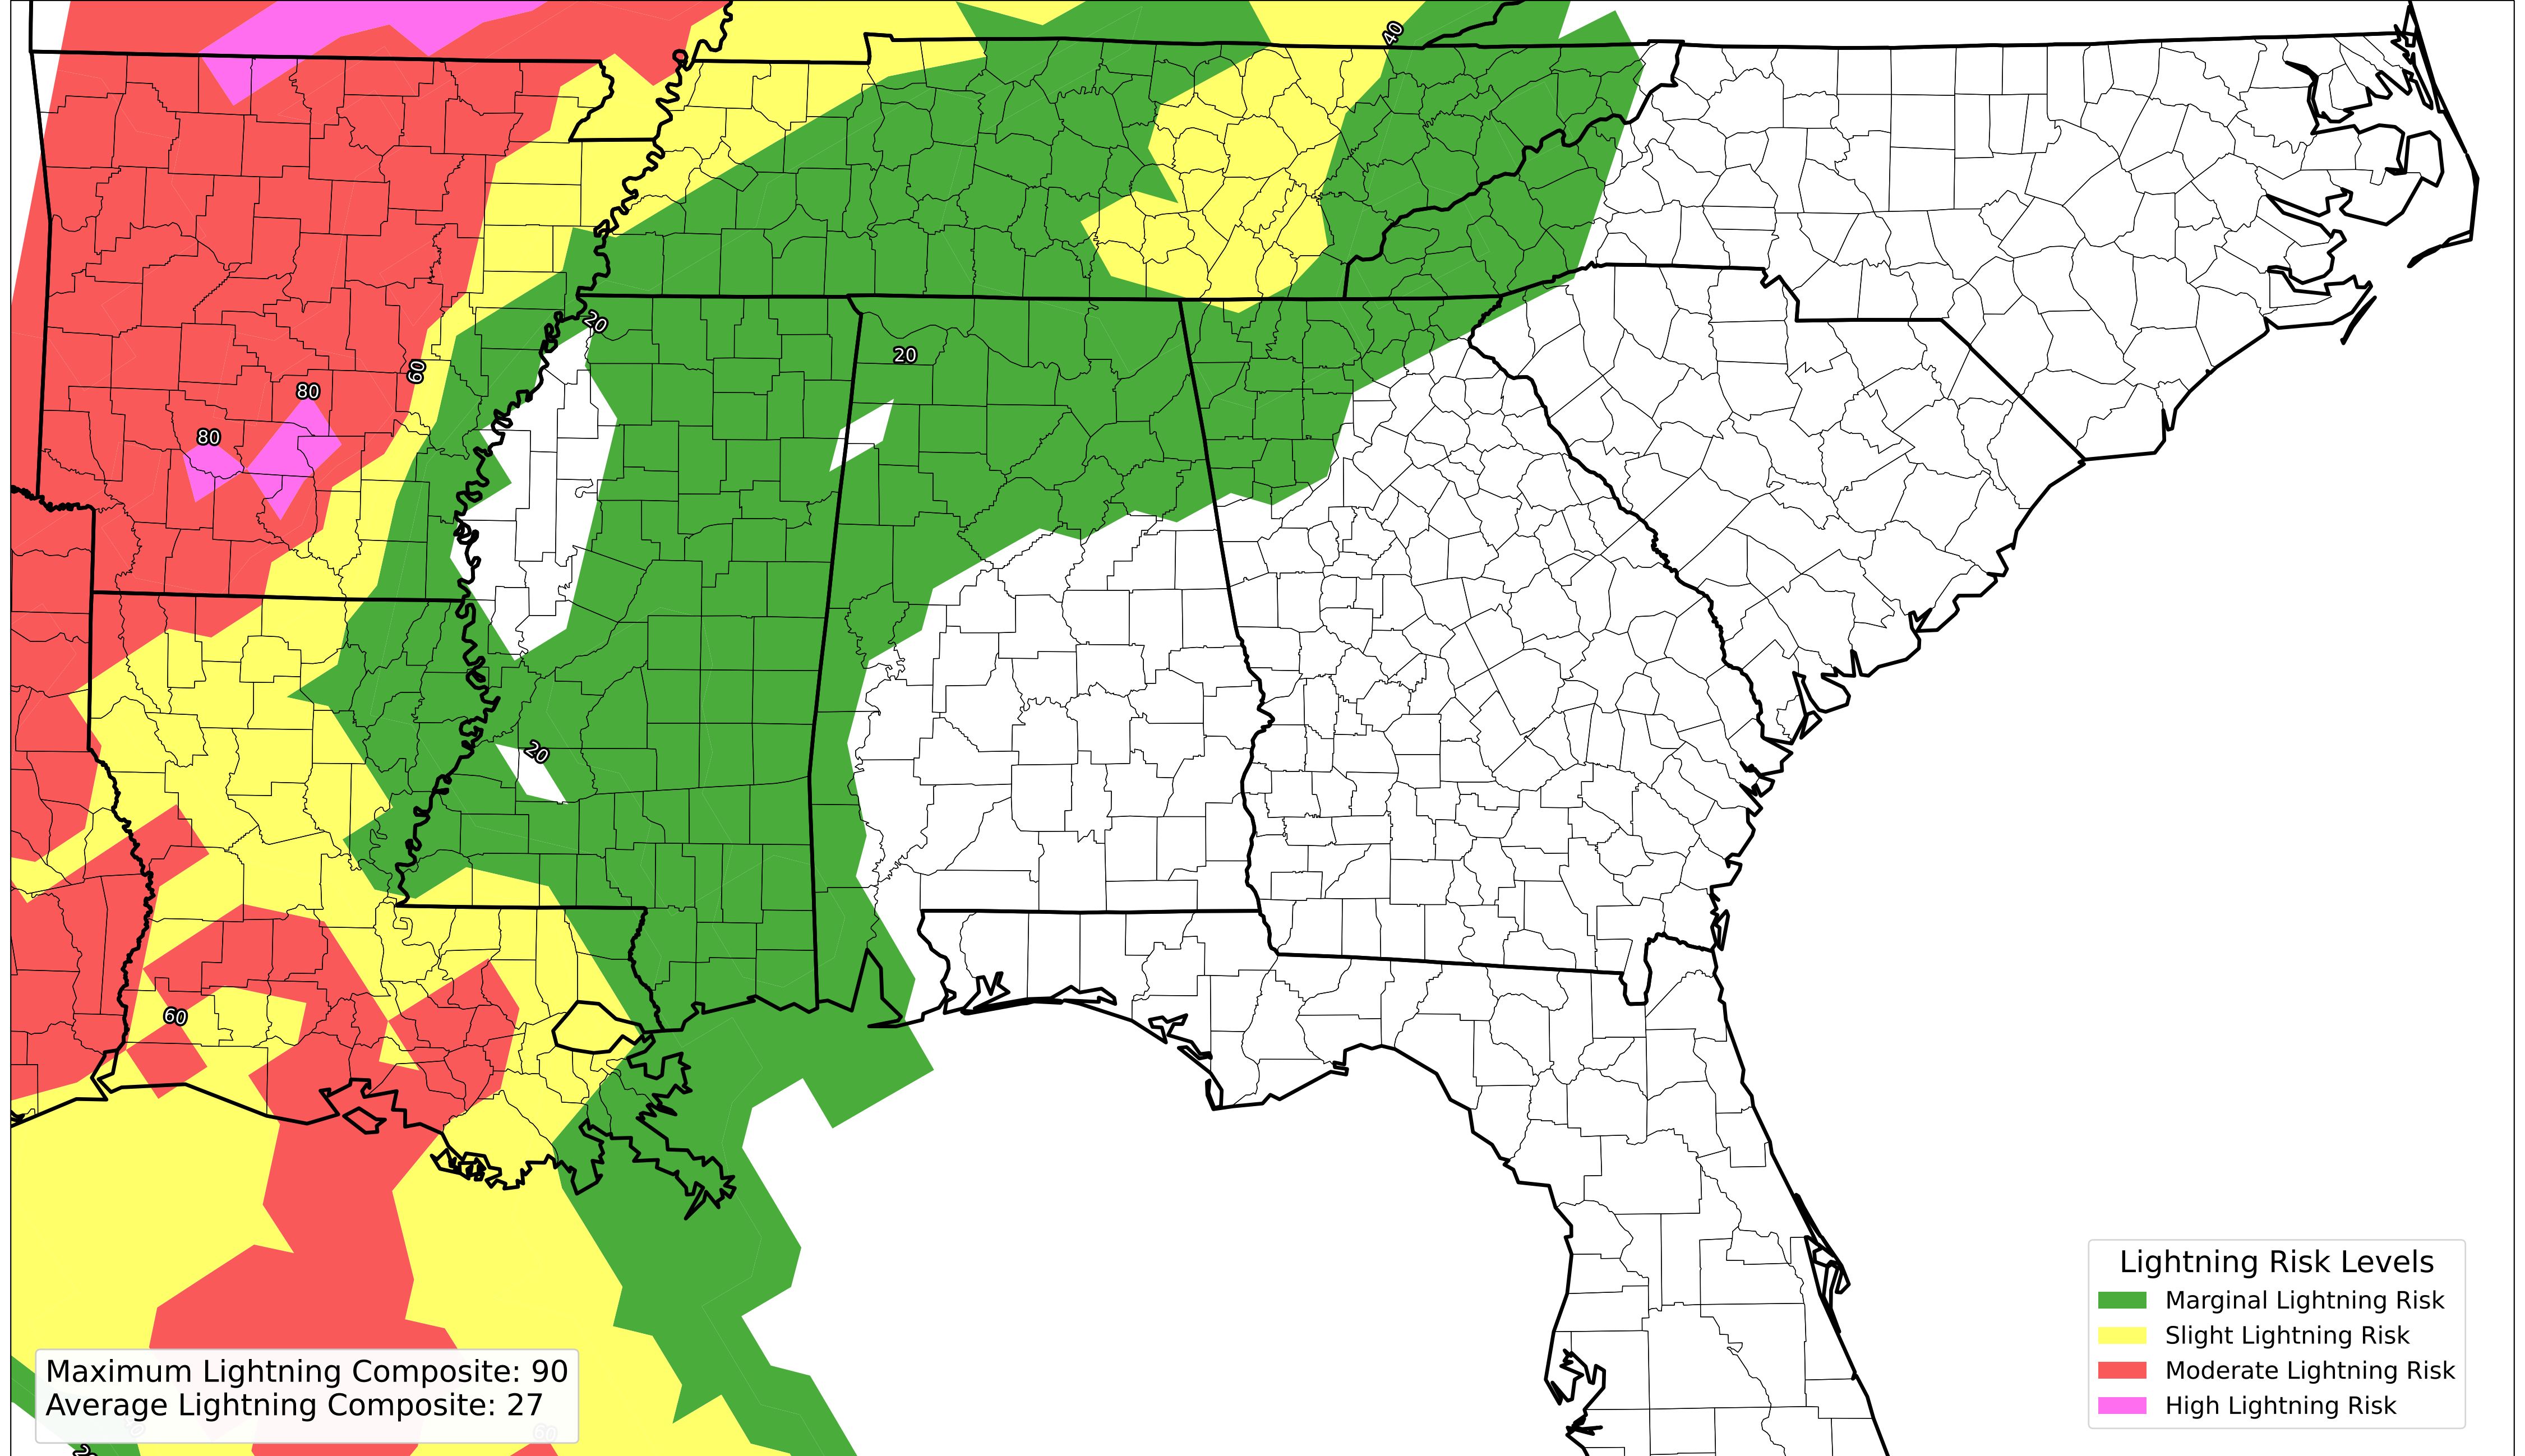 40
20
20
60
80
80
20
60
Lightning Risk Levels
Marginal Lightning Risk
Slight Lightning Risk
Moderate Lightning Risk
High Lightning Risk
Maximum Lightning Composite: 90
Average Lightning Composite: 27
60